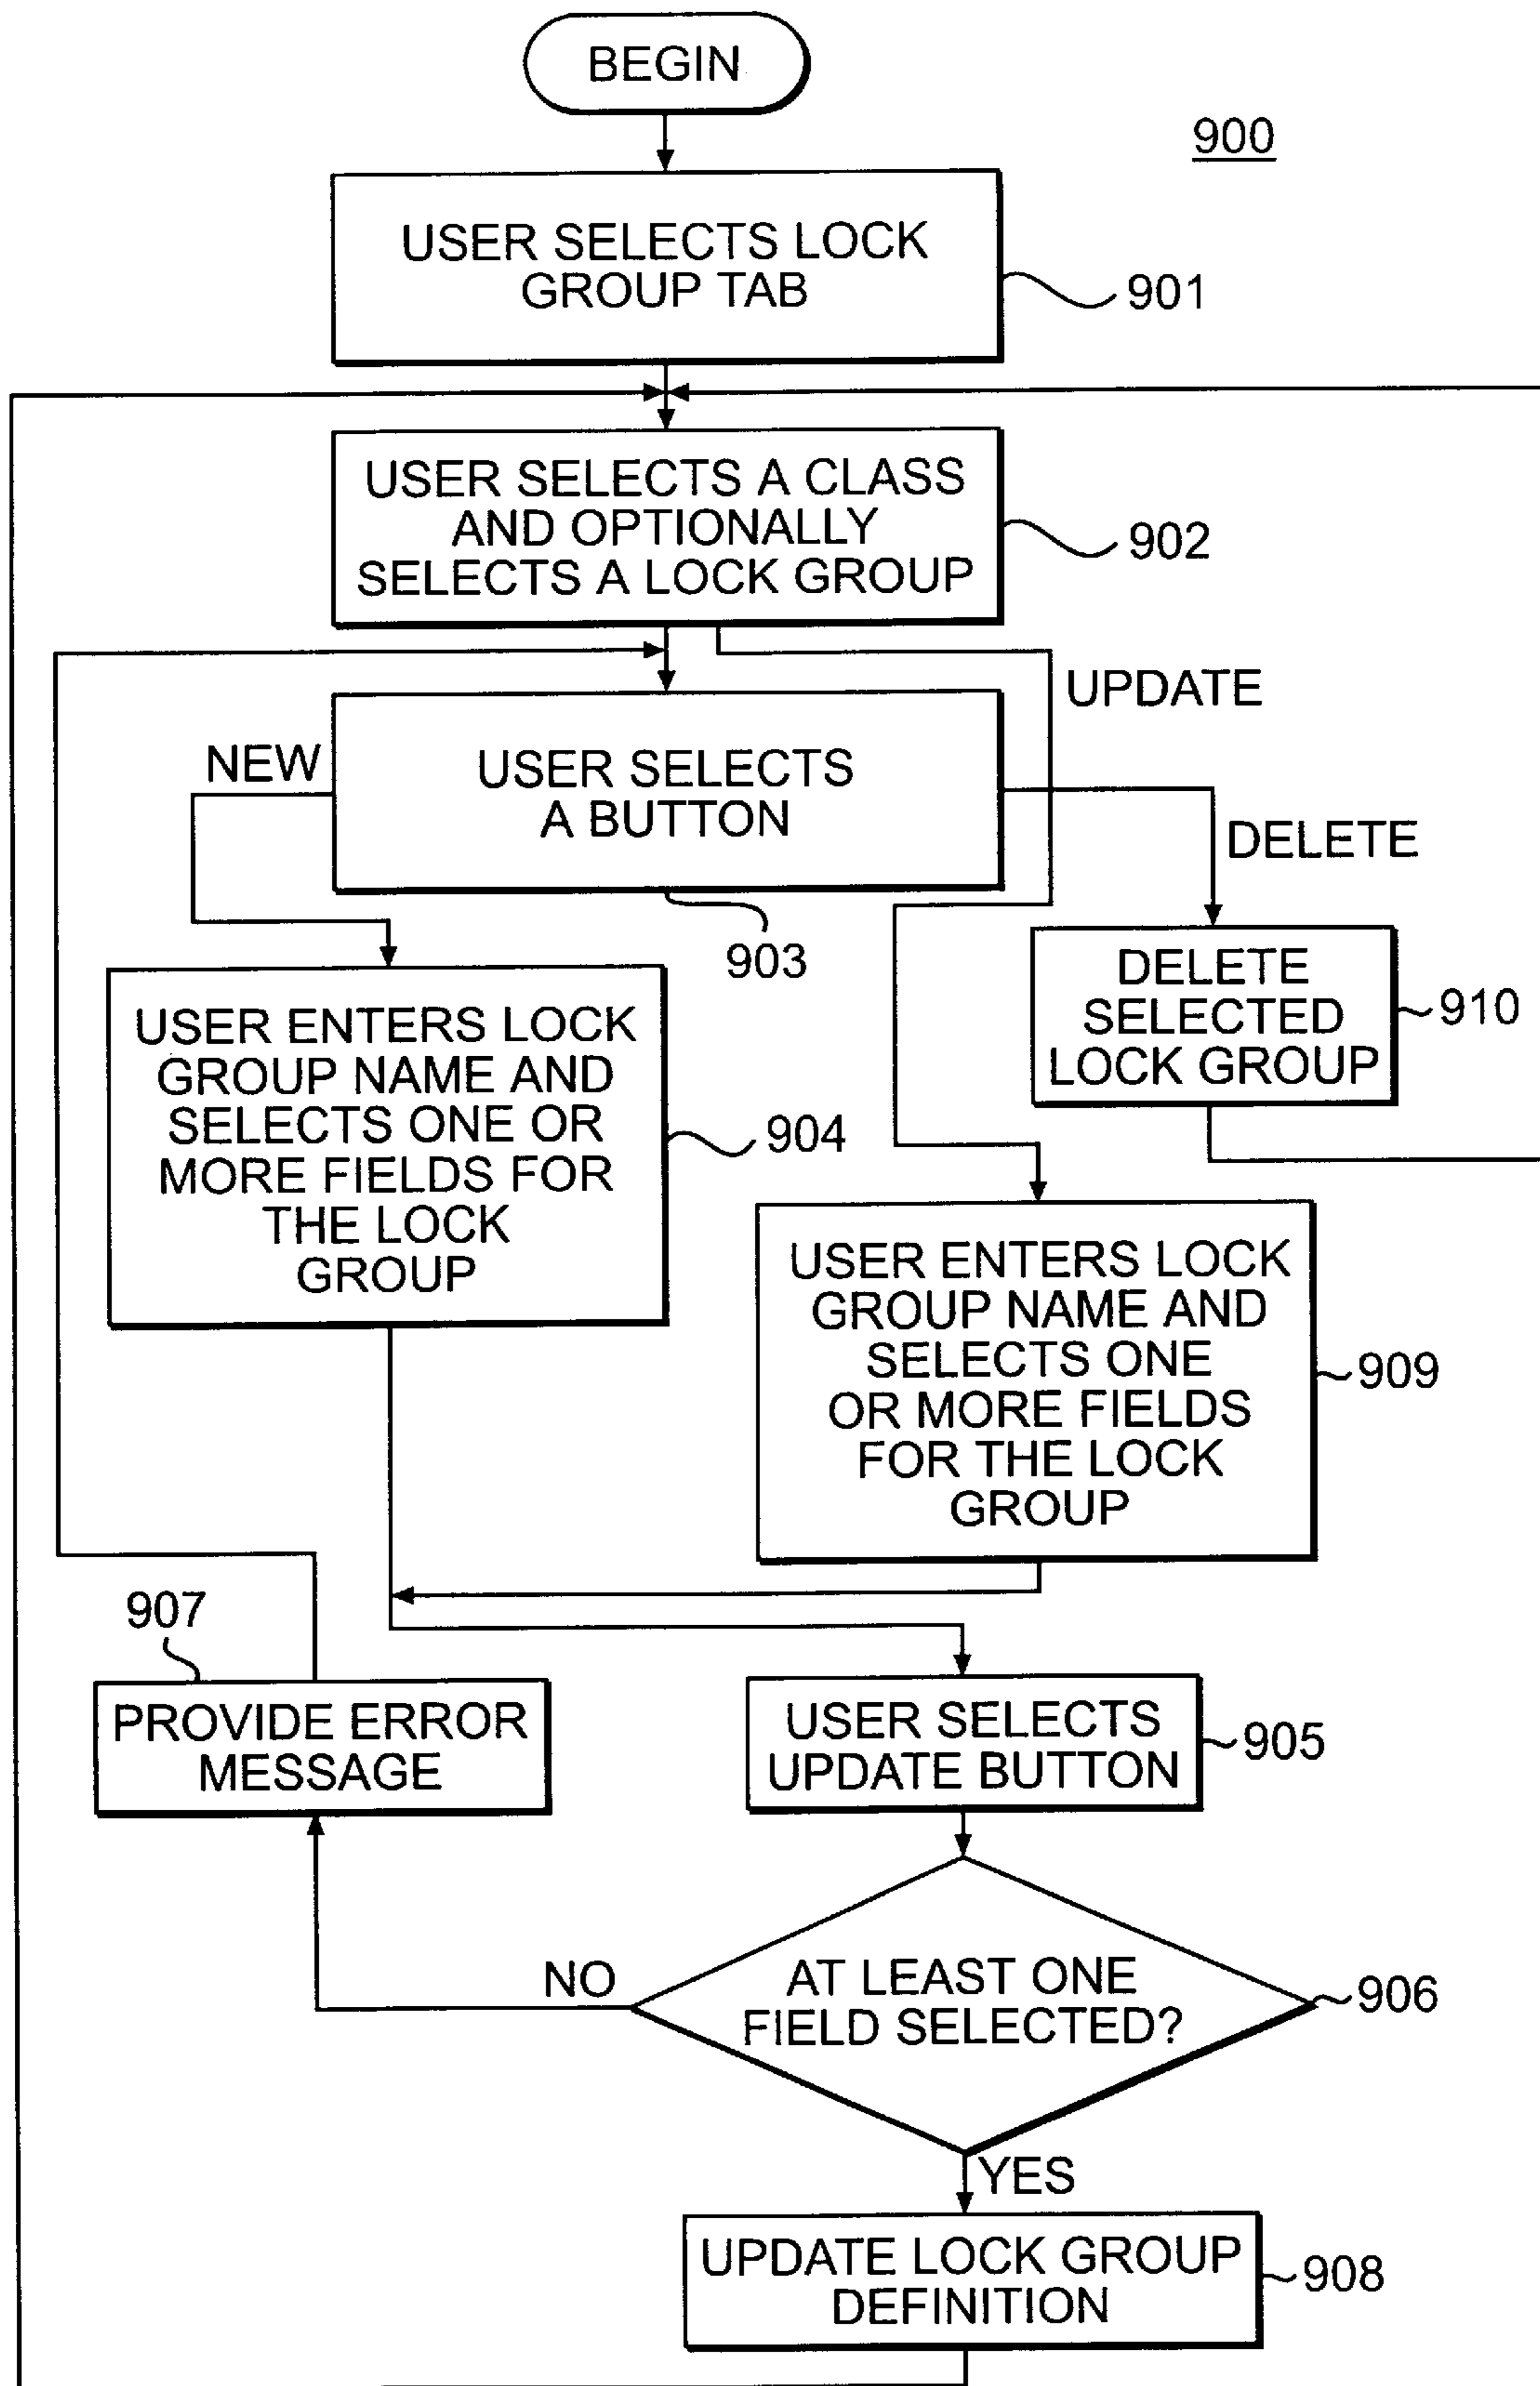 BEGIN
900
USER SELECTS LOCK
GROUP TAB
901
USER SELECTS A CLASS
AND OPTIONALLY
SELECTS A LOCK GROUP
902
UPDATE
NEW
USER SELECTS
A BUTTON
DELETE
903
DELETE
SELECTED
LOCK GROUP
910
USER ENTERS LOCK
GROUP NAME AND
SELECTS ONE OR
MORE FIELDS FOR
THE LOCK
GROUP
904
USER ENTERS LOCK
GROUP NAME AND
SELECTS ONE
OR MORE FIELDS
FOR THE LOCK
GROUP
909
907
PROVIDE ERROR
MESSAGE
USER SELECTS
UPDATE BUTTON
905
NO
AT LEAST ONE
FIELD SELECTED?
906
YES
UPDATE LOCK GROUP
DEFINITION
908